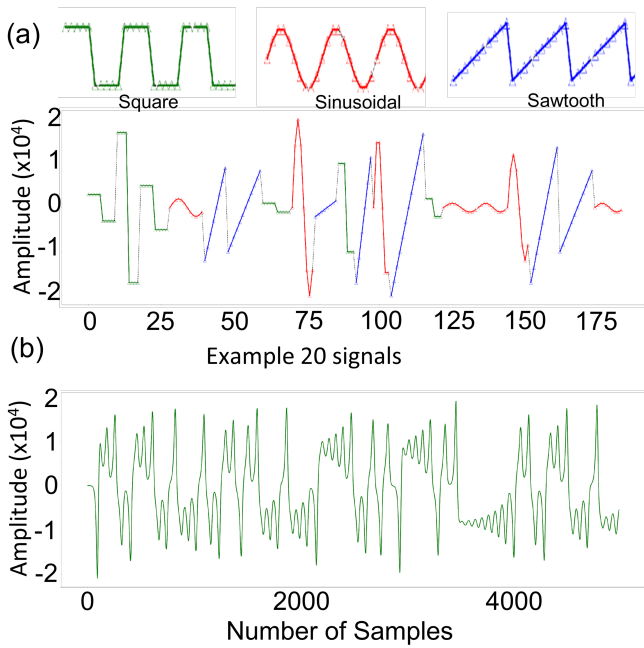 (a)
Square Sinusoidal Sawtooth
Amplitude (x10⁴)
2
1
0
-1
-2
0 25 50 75 100 125 150 175
Example 20 signals
(b)
Amplitude (x10⁴)
2
1
0
-1
-2
0 2000 4000
Number of Samples